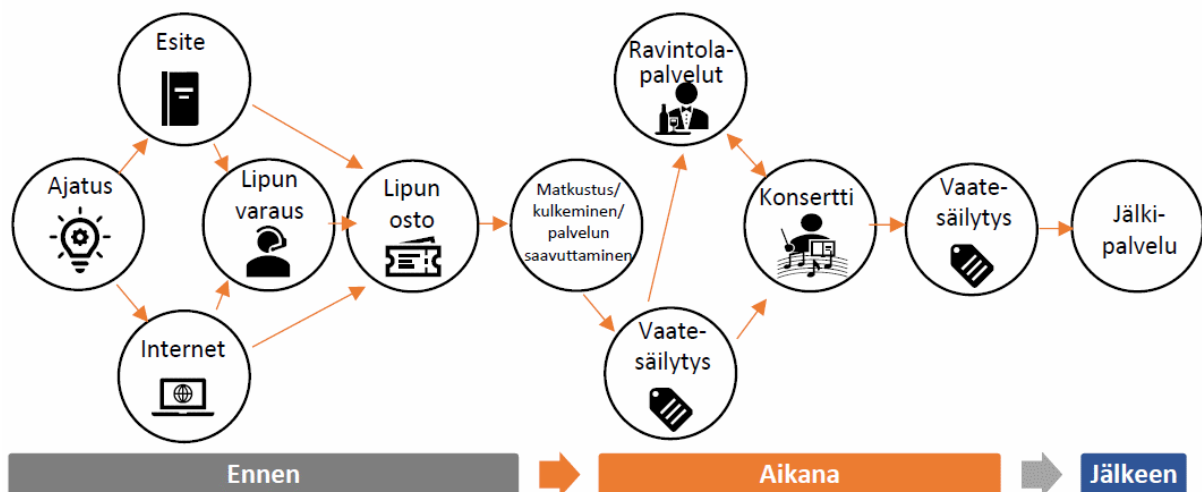 Esite
Ajatus
Internet
Lipun
varaus
Lipun
osto
Matkustus/
kulkeminen/
palvelun
saavuttaminen
Ravintola-
palvelut
Vaate-
säilytys
Konsertti
Vaate-
säilytys
Jälki-
palvelu
Ennen
Aikana
Jälkeen